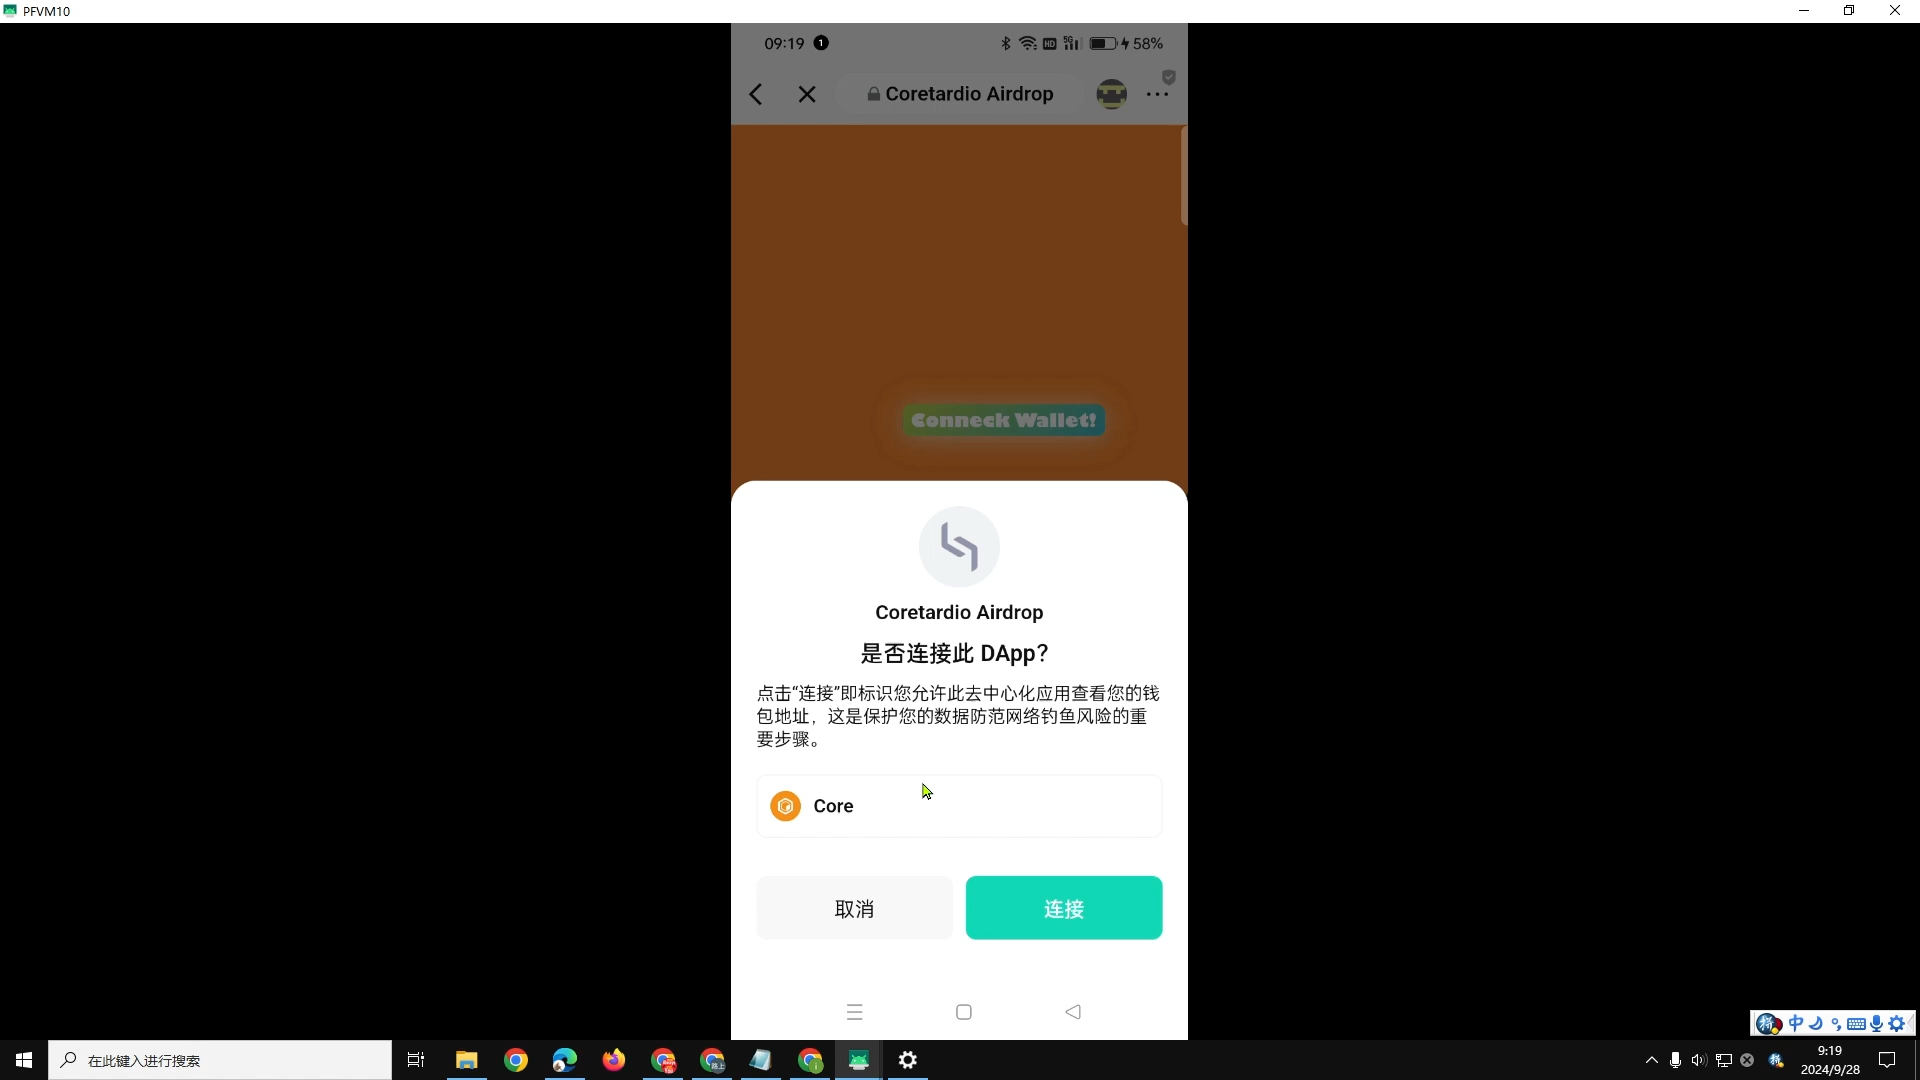 PFVM10
09:19 1
HD 5G 58%
Coretardio Airdrop
Conneck Wallet!
Coretardio Airdrop
是否连接此 DApp？
点击“连接”即标识您允许此去中心化应用查看您的钱
包地址，这是保护您的数据防范网络钓鱼风险的重
要步骤。
Core
取消 连接
中
在此键入进行搜索
9:19
2024/9/28